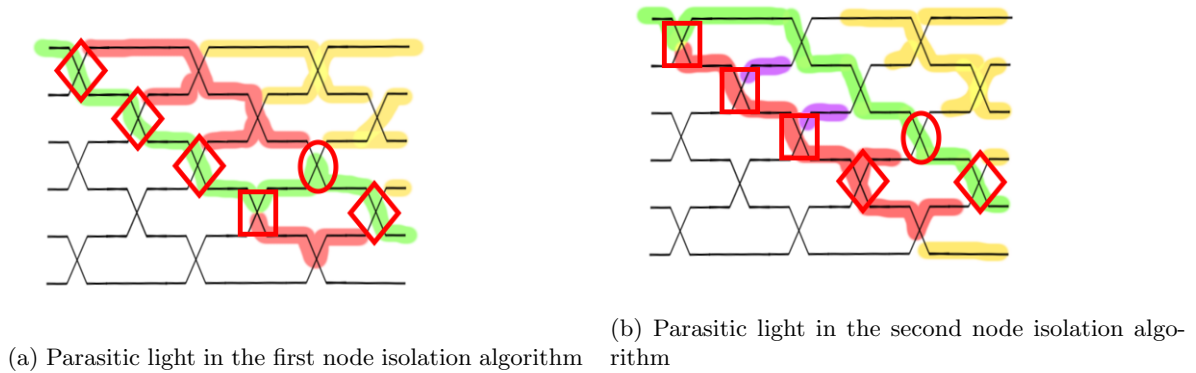 (a) Parasitic light in the first node isolation algorithm
(b) Parasitic light in the second node isolation algo-
rithm